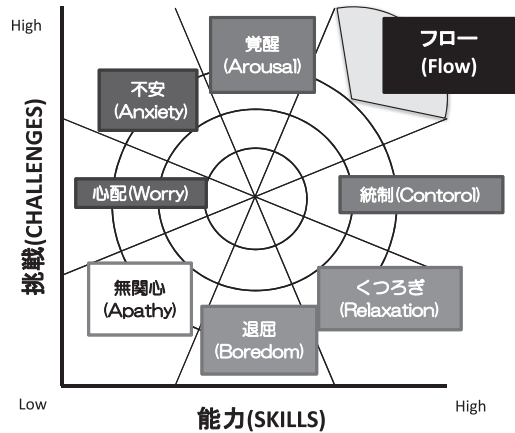 High
覚醒
(Arousal)
フロー
(Flow)
不安
(Anxiety)
心配(Worry)
統制(Contorol)
挑戦(CHALLENGES)
無関心
(Apathy)
くつろぎ
(Relaxation)
退屈
(Boredom)
Low
能力(SKILLS)
High